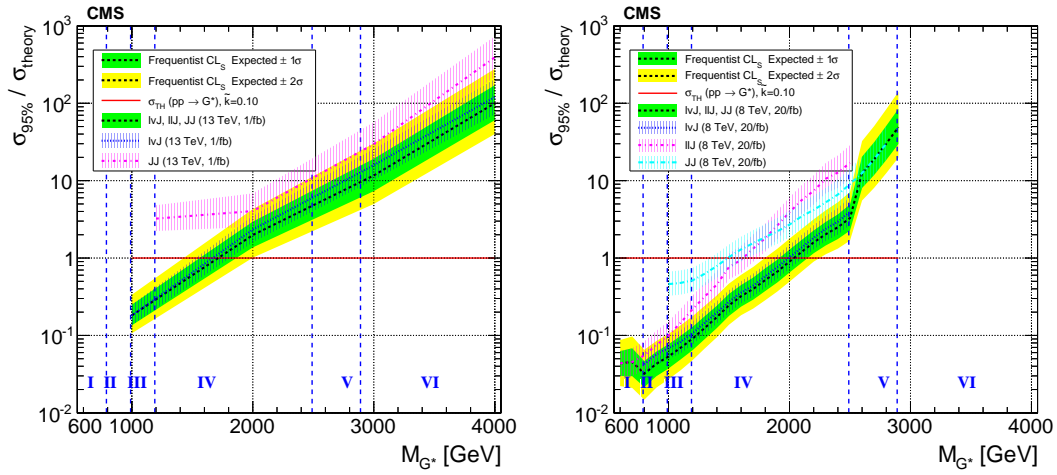 CMS
σ95% / σtheory
10³
10²
10
1
10⁻¹
10⁻²
Frequentist CLS Expected ± 1σ
Frequentist CLS Expected ± 2σ
σTH (pp → G*), k̃=0.10
lνJ, llJ, JJ (13 TeV, 1/fb)
lνJ (13 TeV, 1/fb)
JJ (13 TeV, 1/fb)
I II III IV V VI
600 1000 2000 3000 4000
MG* [GeV]
CMS
σ95% / σtheory
10³
10²
10
1
10⁻¹
10⁻²
Frequentist CLS Expected ± 1σ
Frequentist CLS Expected ± 2σ
σTH (pp → G*), k̃=0.10
lνJ, llJ, JJ (8 TeV, 20/fb)
lνJ (8 TeV, 20/fb)
llJ (8 TeV, 20/fb)
JJ (8 TeV, 20/fb)
I II III IV V VI
600 1000 2000 3000 4000
MG* [GeV]